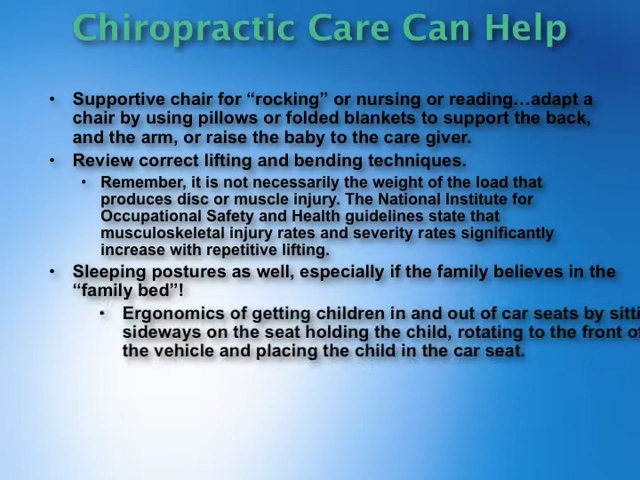 Chiropractic Care Can Help
• Supportive chair for “rocking” or nursing or reading…adapt a
chair by using pillows or folded blankets to support the back,
and the arm, or raise the baby to the care giver.
• Review correct lifting and bending techniques.
• Remember, it is not necessarily the weight of the load that
produces disc or muscle injury. The National Institute for
Occupational Safety and Health guidelines state that
musculoskeletal injury rates and severity rates significantly
increase with repetitive lifting.
• Sleeping postures as well, especially if the family believes in the
“family bed”!
• Ergonomics of getting children in and out of car seats by sitti
sideways on the seat holding the child, rotating to the front of
the vehicle and placing the child in the car seat.